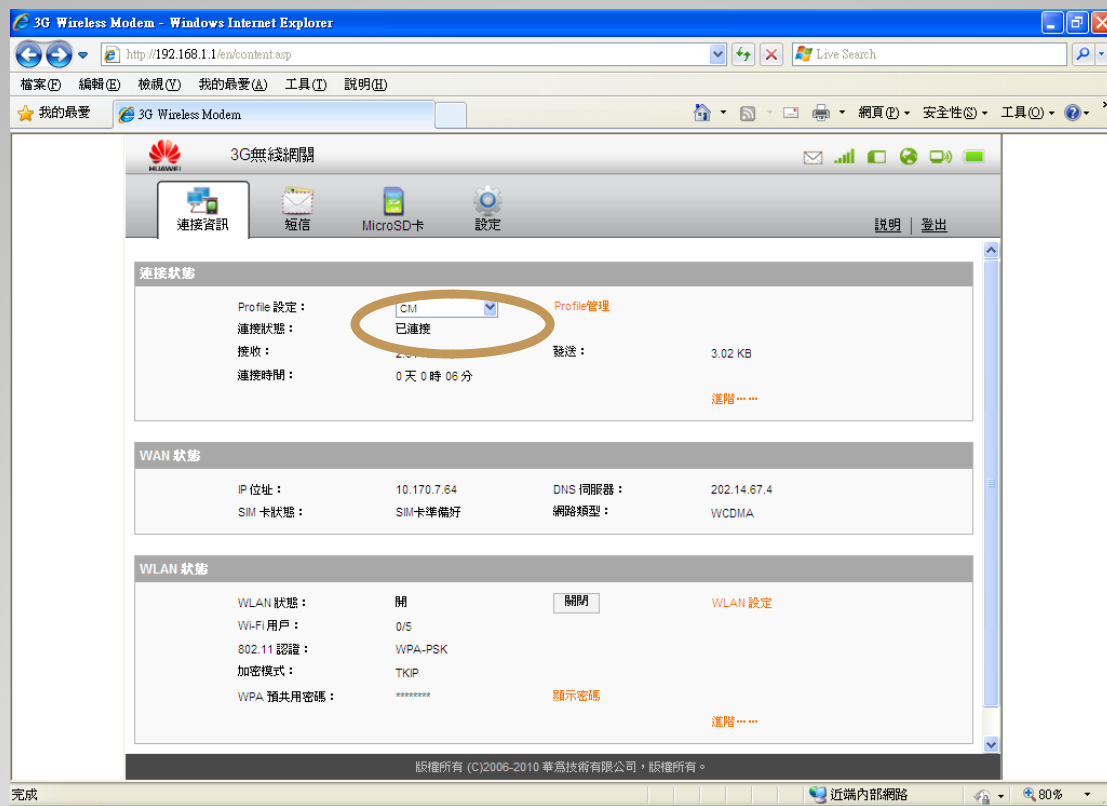 3G Wireless Modem - Windows Internet Explorer
http://192.168.1.1/en/content.asp
Live Search
檔案(F) 編輯(E) 檢視(V) 我的最愛(A) 工具(T) 說明(H)
我的最愛 3G Wireless Modem 網頁(P) 安全性(S) 工具(O)
HUAWEI 3G無綫網關
連接資訊 短信 MicroSD卡 設定 説明 | 登出
連接狀態
Profile 設定： CM Profile管理
連接狀態： 已連接
接收： 發送： 3.02 KB
連接時間： 0 天 0 時 06 分
進階……
WAN 狀態
IP 位址： 10.170.7.64 DNS 伺服器： 202.14.67.4
SIM 卡狀態： SIM卡準備好 網路類型： WCDMA
WLAN 狀態
WLAN 狀態： 開 關閉 WLAN 設定
Wi-Fi 用戶： 0/5
802.11 認證： WPA-PSK
加密模式： TKIP
WPA 預共用密碼： ******** 顯示密碼
進階……
版權所有 (C)2006-2010 華為技術有限公司，版權所有。
完成 近端內部網路 80%